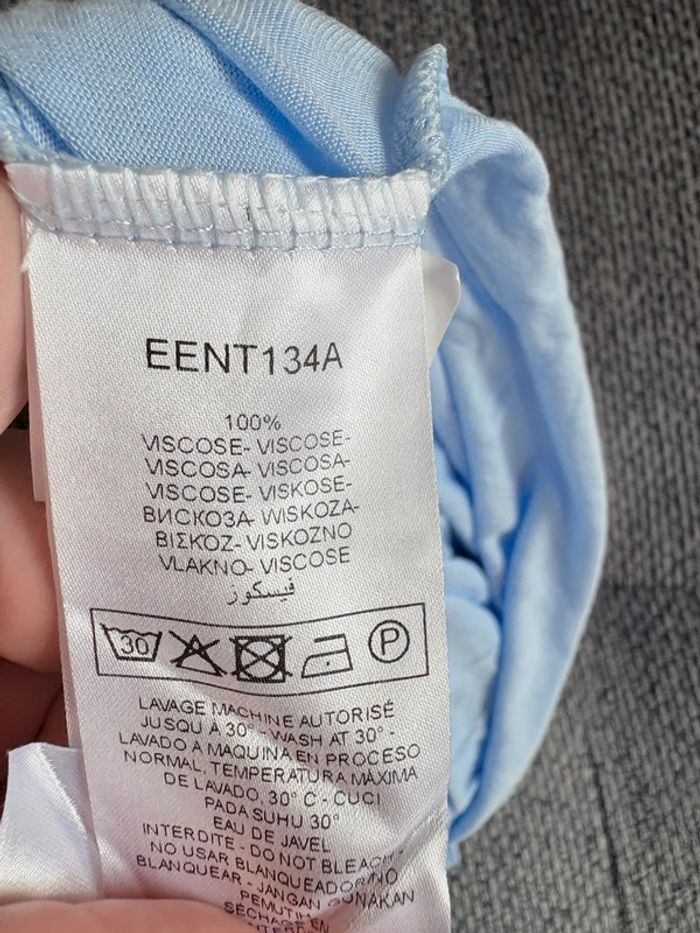 EENT134A
100%
VISCOSE- VISCOSE-
VISCOSA- VISCOSA-
VISCOSE- VISKOSE-
ВИСКОЗА- WISKOZA-
ΒΙΣΚΟΖ- VISKOZNO
VLAKNO- VISCOSE
فيسكوز
30 P
LAVAGE MACHINE AUTORISÉ
JUSQU À 30° - WASH AT 30° -
LAVADO A MAQUINA EN PROCESO
NORMAL, TEMPERATURA MÁXIMA
DE LAVADO, 30° C - CUCI
PADA SUHU 30°
EAU DE JAVEL
INTERDITE - DO NOT BLEACH -
NO USAR BLANQUEADOR/NO
BLANQUEAR - JANGAN GUNAKAN
PEMUTIH